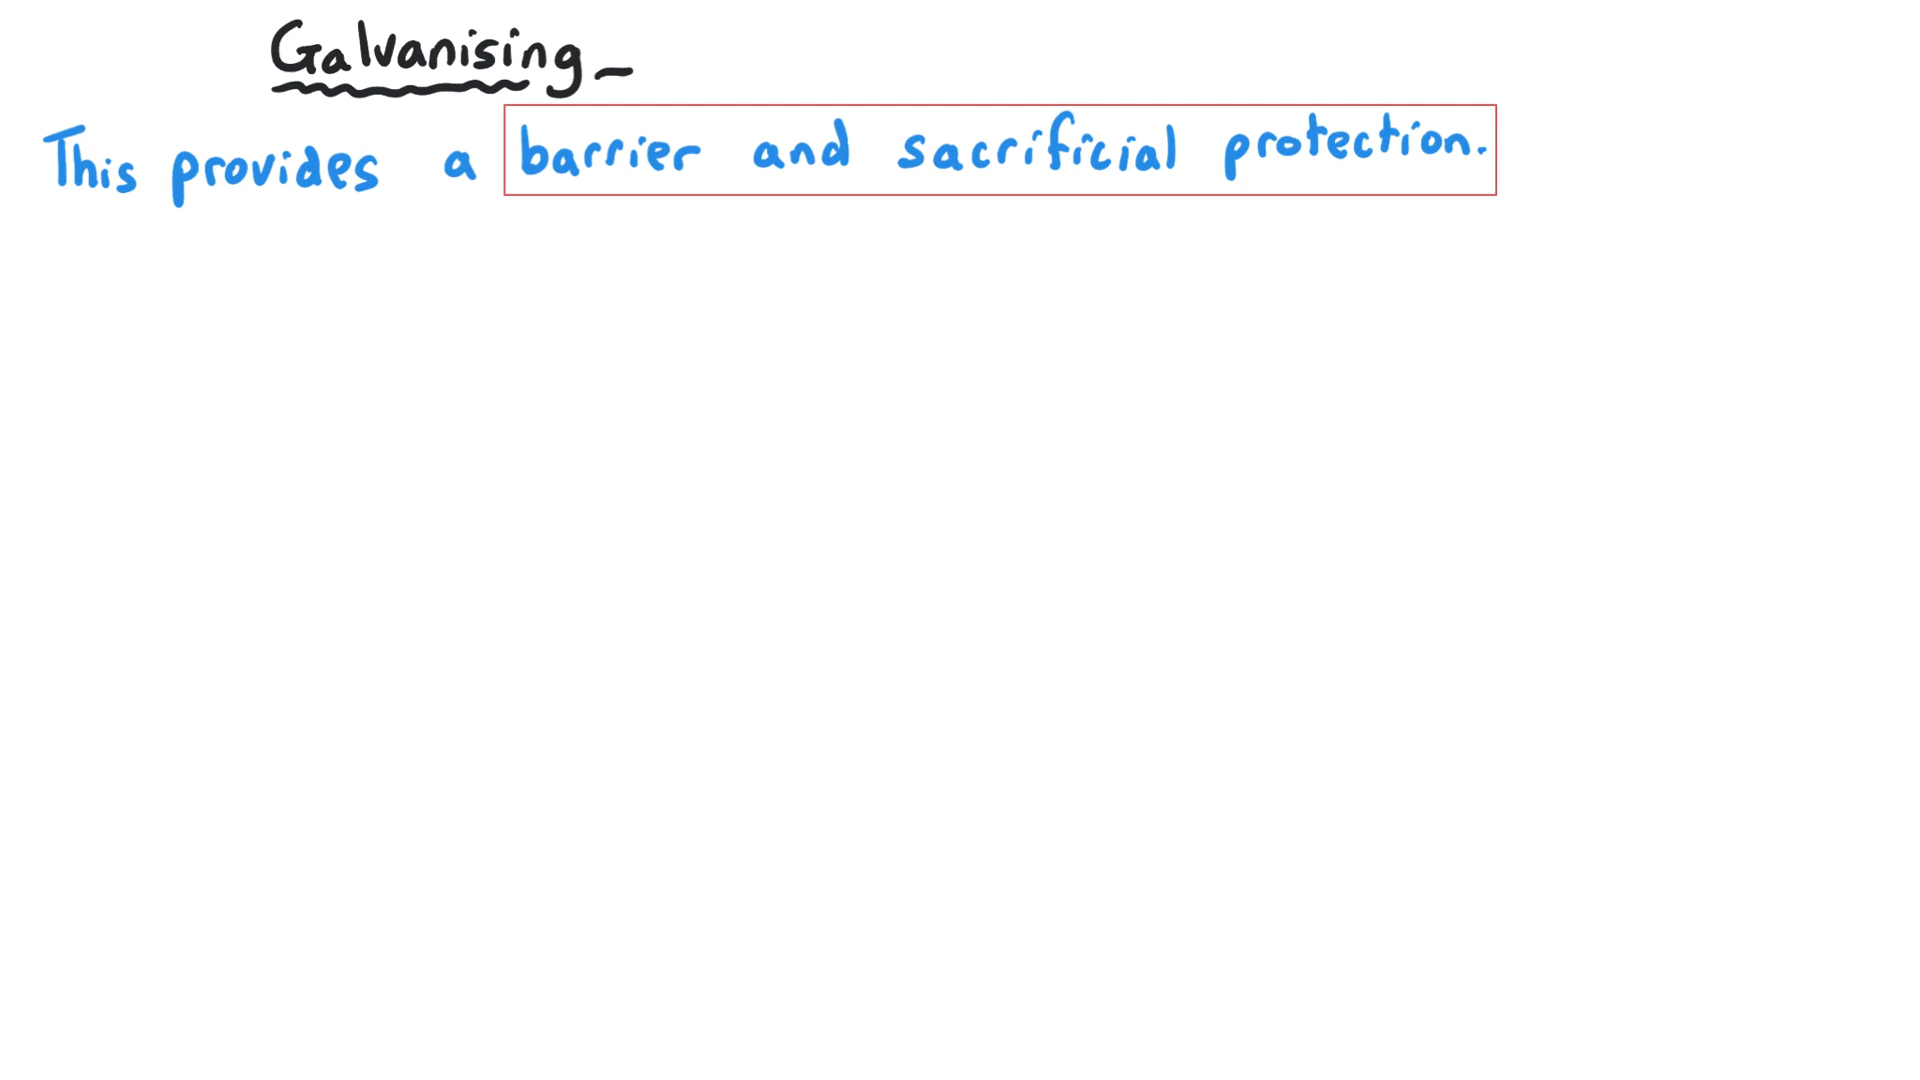 Galvanising -
This provides a barrier and sacrificial protection.